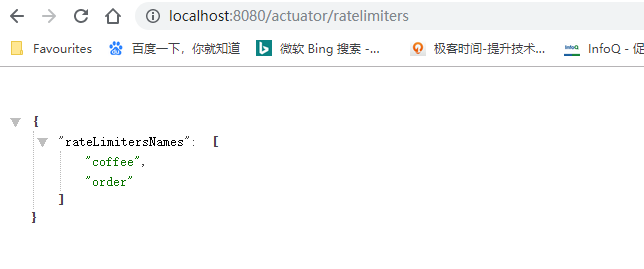 localhost:8080/actuator/ratelimiters
Favourites 百度一下，你就知道 微软 Bing 搜索 -... 极客时间-提升技术... InfoQ InfoQ - 促
{
"rateLimitersNames": [
"coffee",
"order"
]
}